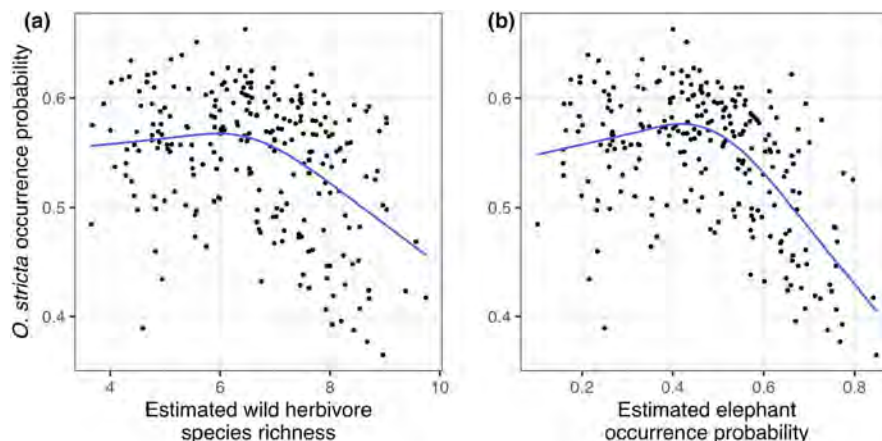 (a)
(b)
O. stricta occurrence probability
0.6
0.5
0.4
4
6
8
10
0.6
0.5
0.4
0.2
0.4
0.6
0.8
Estimated wild herbivore
species richness
Estimated elephant
occurrence probability